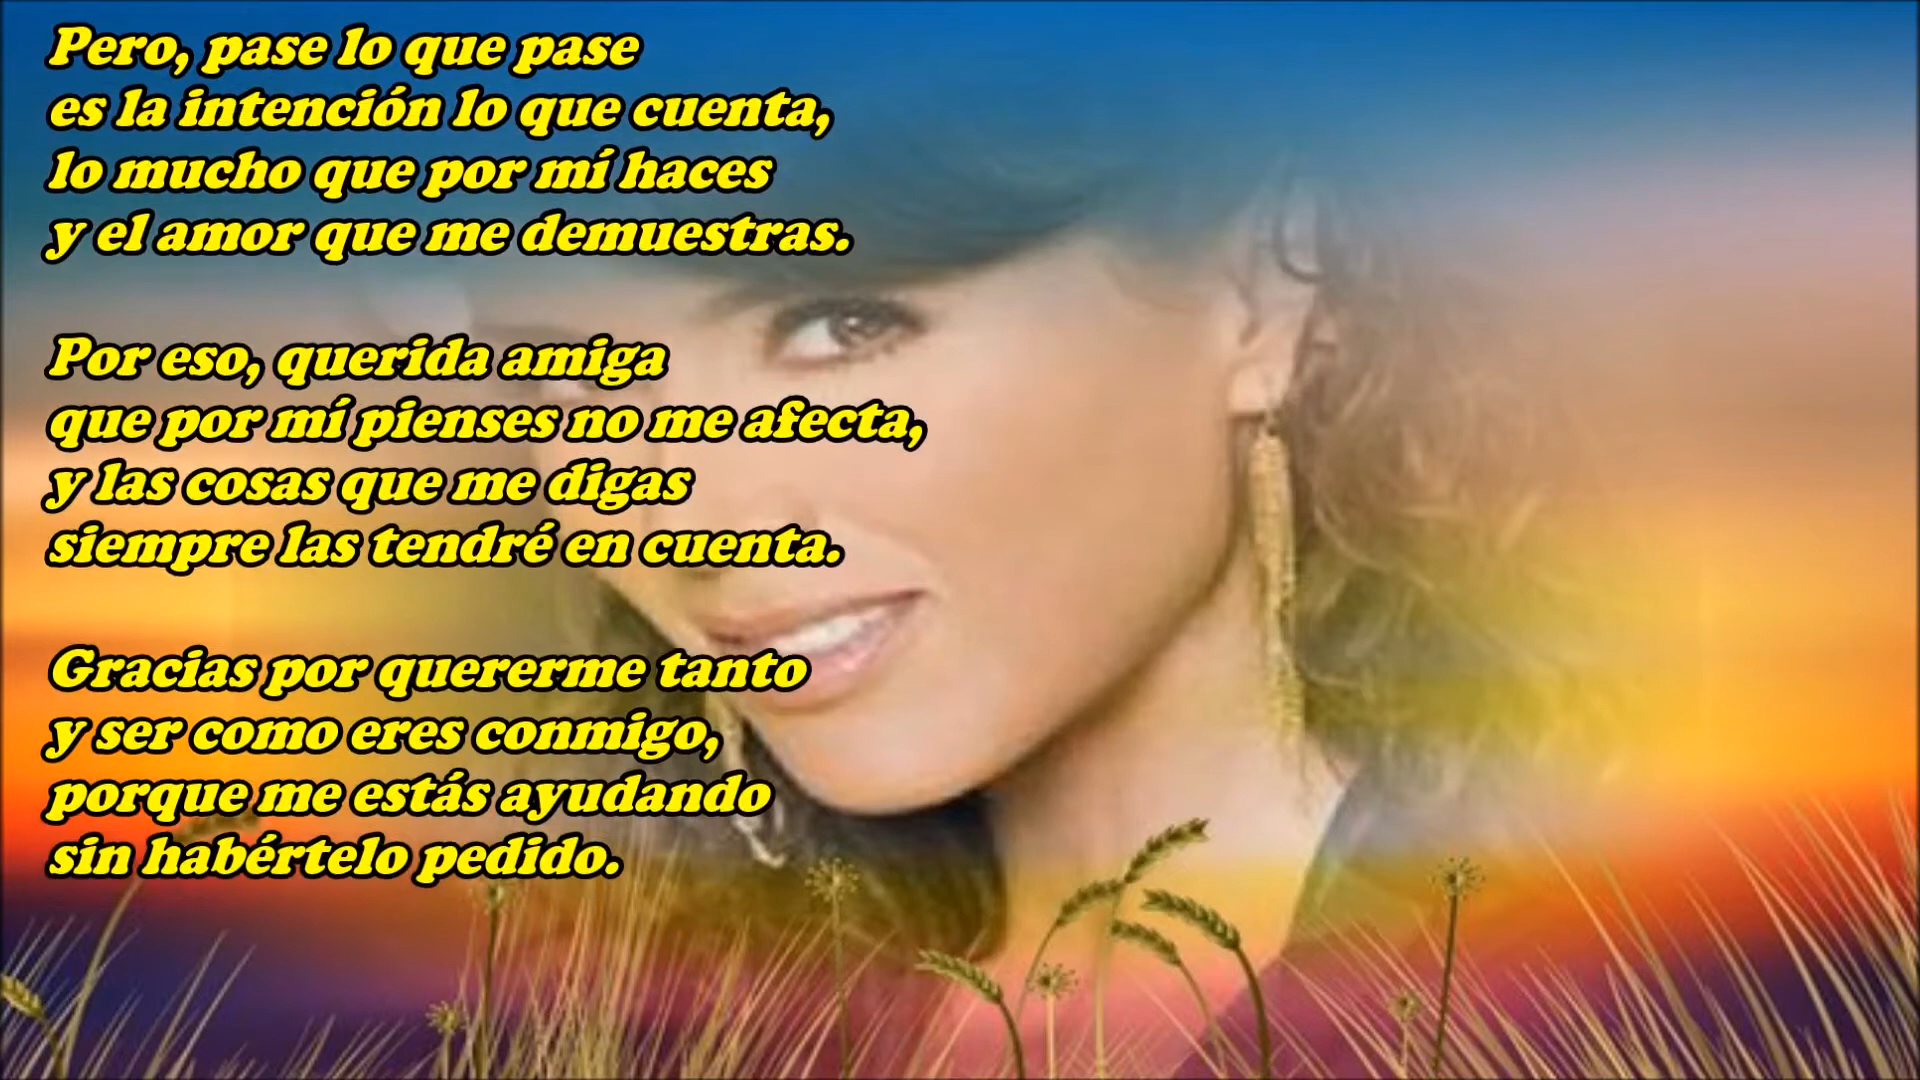 Pero, pase lo que pase
es la intención lo que cuenta,
lo mucho que por mí haces
y el amor que me demuestras.
Por eso, querida amiga
que por mí pienses no me afecta,
y las cosas que me digas
siempre las tendré en cuenta.
Gracias por quererme tanto
y ser como eres conmigo,
porque me estás ayudando
sin habértelo pedido.